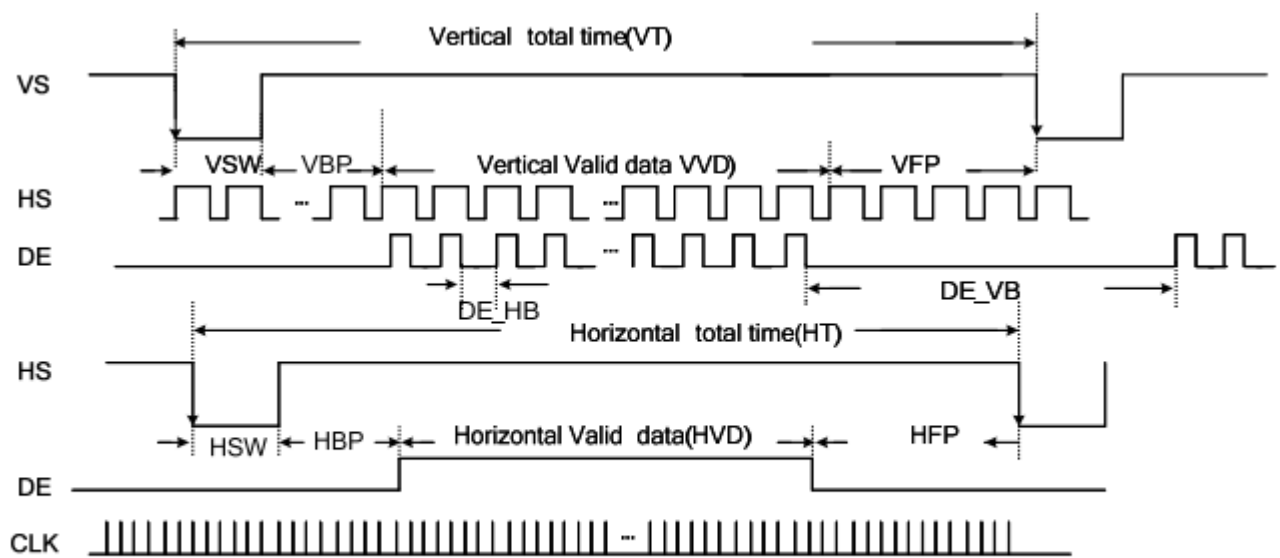 Vertical total time(VT)
VS
VSW VBP Vertical Valid data VVD) VFP
HS ... ...
DE ...
DE_HB DE_VB
Horizontal total time(HT)
HS
HSW HBP Horizontal Valid data(HVD) HFP
DE
CLK ...